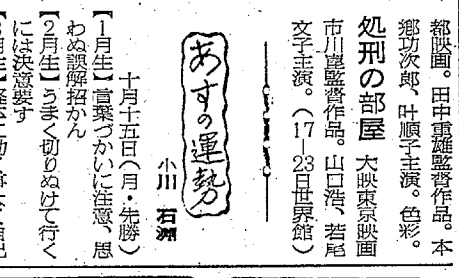 都映画。田中重雄監督作品。本
郷功次郎、叶順子主演。色彩。
処刑の部屋 大映東京映画
市川崑監督作品。山口浩、若尾
文子主演。(17―23日世界館)
あすの運勢
小川 石洲
十月十五日(月・先勝)
【1月生】言葉づかいに注意、思
わぬ誤解招かん
【2月生】うまく切りぬけて行く
には決意要す